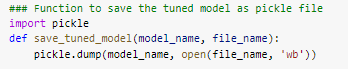 ### Function to save the tuned model as pickle file
import pickle
def save_tuned_model(model_name, file_name):
    pickle.dump(model_name, open(file_name, 'wb'))